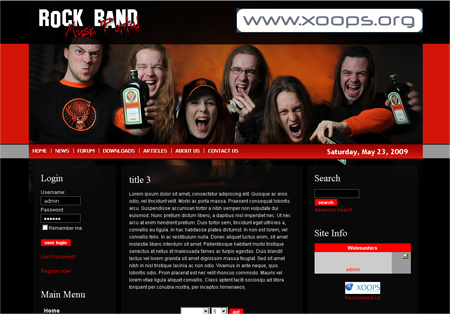 ROCK BAND
www.xoops.org
HOME | NEWS | FORUM | DOWNLOADS | ARTICLES | ABOUT US | CONTACT US
Saturday, May 23, 2009
Login
Username:
admin
Password:
Remember me
user login
Lost Password?
Register now
Main Menu
Home
title 3
Lorem ipsum dolor sit amet, consectetur adipiscing elit. Quisque ac eros
odio, vel rutrum velit. Morbi ac porta massa. Praesent consequat lobortis
arcu. Suspendisse accumsan tortor a nibh semper non vulputate dui
euismod. Nunc pretium dictum libero, a dapibus nisl imperdiet nec. Ut nec
arcu at enim hendrerit pretium. Class aptent, lorem eget tincidunt ultricies, a,
convallis eu ligula. In hac habitasse platea dictumst. In non est lorem, vel
convallis felis. In at vestibulum nulla. Donec aliquet luctus enim, sit amet
molestie libero interdum sit amet. Pellentesque habitant morbi tristique
senectus et netus et malesuada fames ac turpis egestas. Sed sit amet
dictus vel lorem gravida sit amet dignissim massa feugiat. Sed at sem
nibh. In nisl tristique lacinia ac non odio. Vivamus in ante neque, quis
lobortis odio. Proin placerat est nec velit rhoncus commodo. Mauris vel
lorem vitae ligula aliquet convallis. Class aptent taciti sociosqu ad litora
torquent per conubia nostra, per inceptos himenaeos.
Search
search
Advanced Search
Site Info
Webmasters
admin
XOOPS
Recommend Us